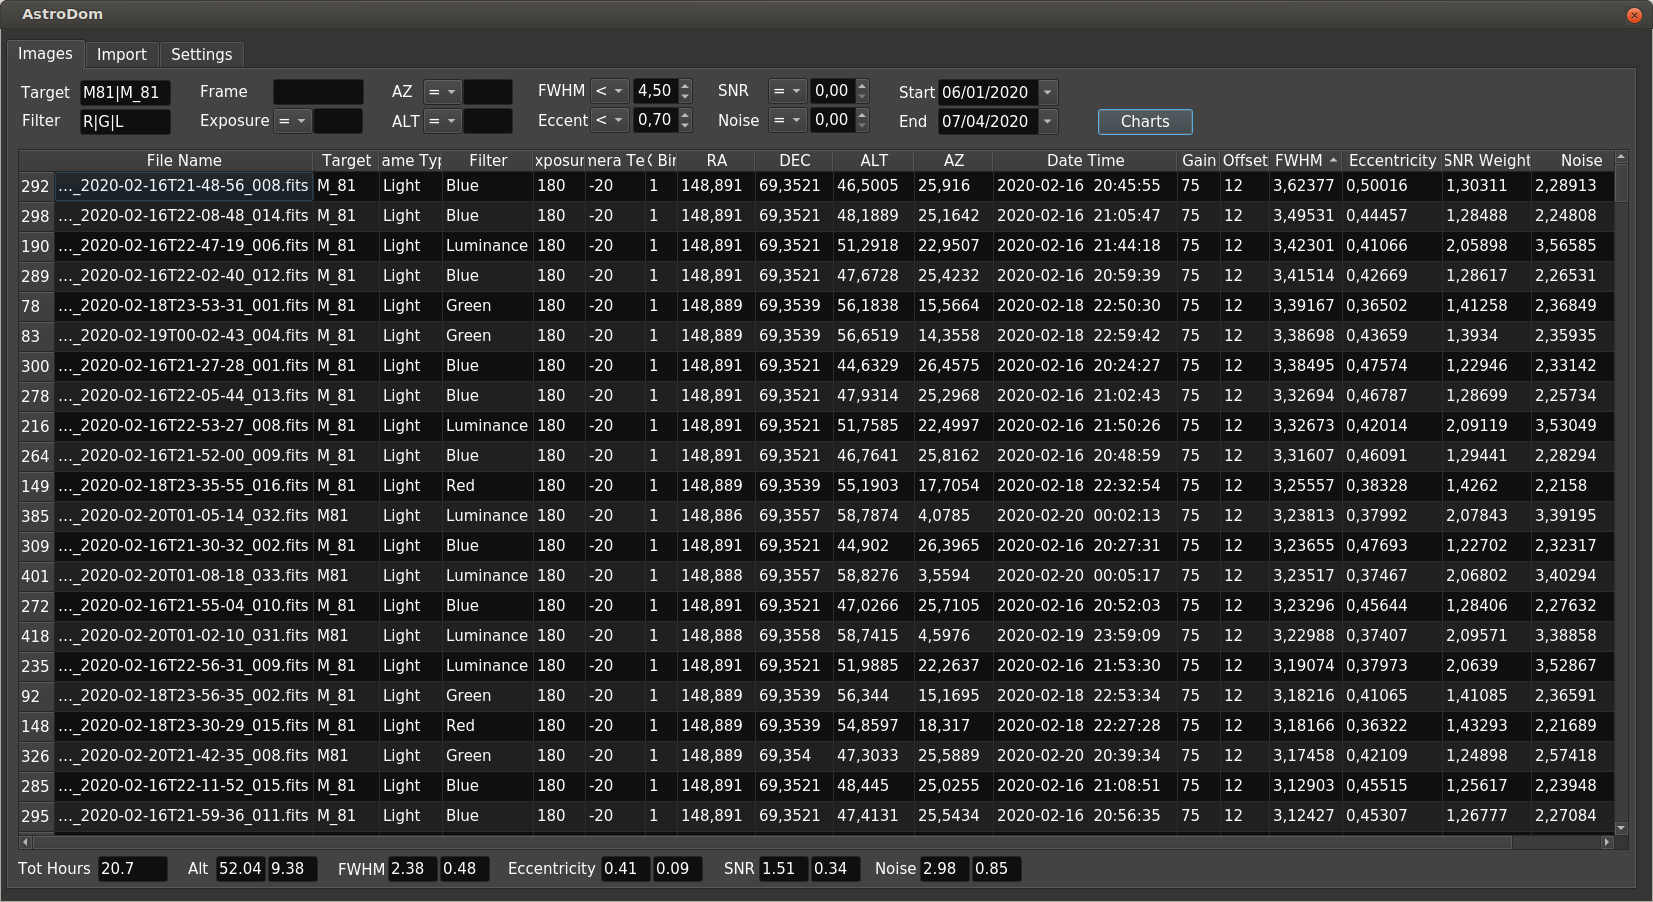 AstroDom
Images Import Settings
Target M81|M_81 Frame AZ = FWHM < 4,50 SNR = 0,00 Start 06/01/2020
Filter R|G|L Exposure = ALT = Eccent < 0,70 Noise = 0,00 End 07/04/2020 Charts
File Name Target ame Typ Filter xposur mera Te X Bin RA DEC ALT AZ Date Time Gain Offset FWHM Eccentricity SNR Weight Noise
292 ..._2020-02-16T21-48-56_008.fits M_81 Light Blue 180 -20 1 148,891 69,3521 46,5005 25,916 2020-02-16 20:45:55 75 12 3,62377 0,50016 1,30311 2,28913
298 ..._2020-02-16T22-08-48_014.fits M_81 Light Blue 180 -20 1 148,891 69,3521 48,1889 25,1642 2020-02-16 21:05:47 75 12 3,49531 0,44457 1,28488 2,24808
190 ..._2020-02-16T22-47-19_006.fits M_81 Light Luminance 180 -20 1 148,891 69,3521 51,2918 22,9507 2020-02-16 21:44:18 75 12 3,42301 0,41066 2,05898 3,56585
289 ..._2020-02-16T22-02-40_012.fits M_81 Light Blue 180 -20 1 148,891 69,3521 47,6728 25,4232 2020-02-16 20:59:39 75 12 3,41514 0,42669 1,28617 2,26531
78 ..._2020-02-18T23-53-31_001.fits M_81 Light Green 180 -20 1 148,889 69,3539 56,1838 15,5664 2020-02-18 22:50:30 75 12 3,39167 0,36502 1,41258 2,36849
83 ..._2020-02-19T00-02-43_004.fits M_81 Light Green 180 -20 1 148,889 69,3539 56,6519 14,3558 2020-02-18 22:59:42 75 12 3,38698 0,43659 1,3934 2,35935
300 ..._2020-02-16T21-27-28_001.fits M_81 Light Blue 180 -20 1 148,891 69,3521 44,6329 26,4575 2020-02-16 20:24:27 75 12 3,38495 0,47574 1,22946 2,33142
278 ..._2020-02-16T22-05-44_013.fits M_81 Light Blue 180 -20 1 148,891 69,3521 47,9314 25,2968 2020-02-16 21:02:43 75 12 3,32694 0,46787 1,28699 2,25734
216 ..._2020-02-16T22-53-27_008.fits M_81 Light Luminance 180 -20 1 148,891 69,3521 51,7585 22,4997 2020-02-16 21:50:26 75 12 3,32673 0,42014 2,09119 3,53049
264 ..._2020-02-16T21-52-00_009.fits M_81 Light Blue 180 -20 1 148,891 69,3521 46,7641 25,8162 2020-02-16 20:48:59 75 12 3,31607 0,46091 1,29441 2,28294
149 ..._2020-02-18T23-35-55_016.fits M_81 Light Red 180 -20 1 148,889 69,3539 55,1903 17,7054 2020-02-18 22:32:54 75 12 3,25557 0,38328 1,4262 2,2158
385 ..._2020-02-20T01-05-14_032.fits M81 Light Luminance 180 -20 1 148,886 69,3557 58,7874 4,0785 2020-02-20 00:02:13 75 12 3,23813 0,37992 2,07843 3,39195
309 ..._2020-02-16T21-30-32_002.fits M_81 Light Blue 180 -20 1 148,891 69,3521 44,902 26,3965 2020-02-16 20:27:31 75 12 3,23655 0,47693 1,22702 2,32317
401 ..._2020-02-20T01-08-18_033.fits M81 Light Luminance 180 -20 1 148,888 69,3557 58,8276 3,5594 2020-02-20 00:05:17 75 12 3,23517 0,37467 2,06802 3,40294
272 ..._2020-02-16T21-55-04_010.fits M_81 Light Blue 180 -20 1 148,891 69,3521 47,0266 25,7105 2020-02-16 20:52:03 75 12 3,23296 0,45644 1,28406 2,27632
418 ..._2020-02-20T01-02-10_031.fits M81 Light Luminance 180 -20 1 148,888 69,3558 58,7415 4,5976 2020-02-19 23:59:09 75 12 3,22988 0,37407 2,09571 3,38858
235 ..._2020-02-16T22-56-31_009.fits M_81 Light Luminance 180 -20 1 148,891 69,3521 51,9885 22,2637 2020-02-16 21:53:30 75 12 3,19074 0,37973 2,0639 3,52867
92 ..._2020-02-18T23-56-35_002.fits M_81 Light Green 180 -20 1 148,889 69,3539 56,344 15,1695 2020-02-18 22:53:34 75 12 3,18216 0,41065 1,41085 2,36591
148 ..._2020-02-18T23-30-29_015.fits M_81 Light Red 180 -20 1 148,889 69,3539 54,8597 18,317 2020-02-18 22:27:28 75 12 3,18166 0,36322 1,43293 2,21689
326 ..._2020-02-20T21-42-35_008.fits M81 Light Green 180 -20 1 148,889 69,354 47,3033 25,5889 2020-02-20 20:39:34 75 12 3,17458 0,42109 1,24898 2,57418
285 ..._2020-02-16T22-11-52_015.fits M_81 Light Blue 180 -20 1 148,891 69,3521 48,445 25,0255 2020-02-16 21:08:51 75 12 3,12903 0,45515 1,25617 2,23948
295 ..._2020-02-16T21-59-36_011.fits M_81 Light Blue 180 -20 1 148,891 69,3521 47,4131 25,5434 2020-02-16 20:56:35 75 12 3,12427 0,45307 1,26777 2,27084
Tot Hours 20.7 Alt 52.04 9.38 FWHM 2.38 0.48 Eccentricity 0.41 0.09 SNR 1.51 0.34 Noise 2.98 0.85